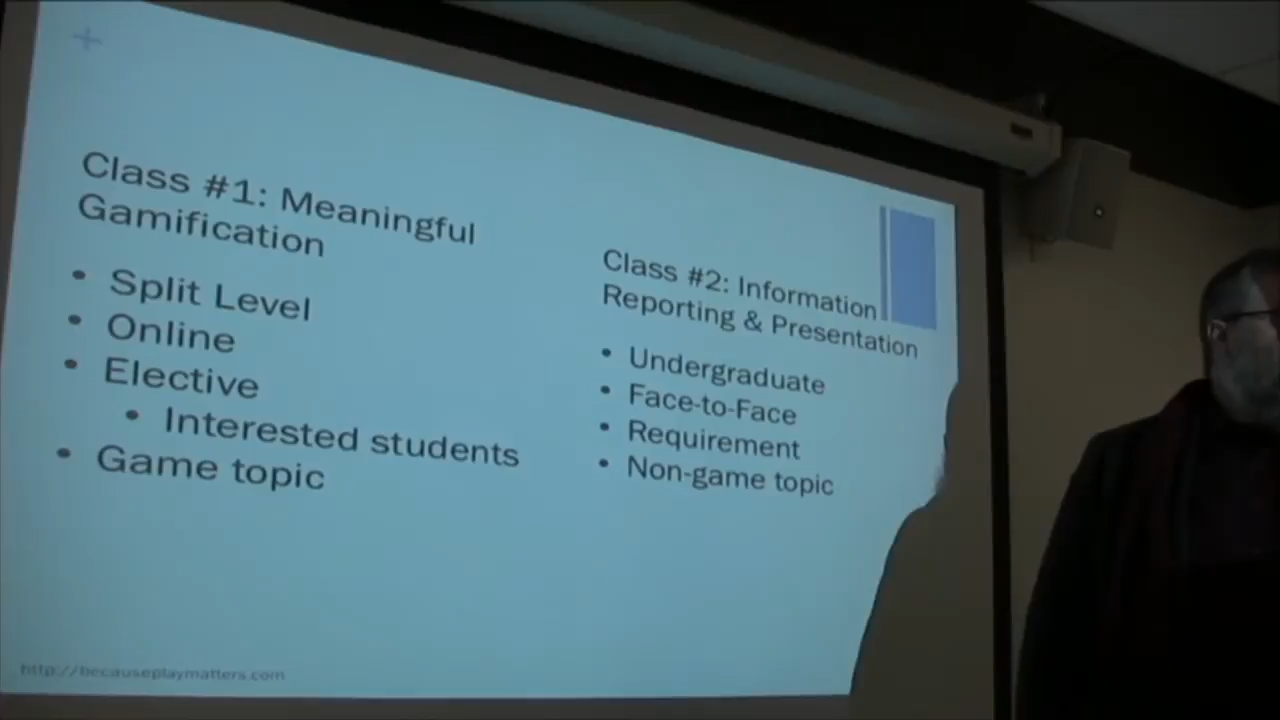 Class #1: Meaningful
Gamification
• Split Level
• Online
• Elective
• Interested students
• Game topic
Class #2: Information
Reporting & Presentation
• Undergraduate
• Face-to-Face
• Requirement
• Non-game topic
http://becauseplaymatters.com